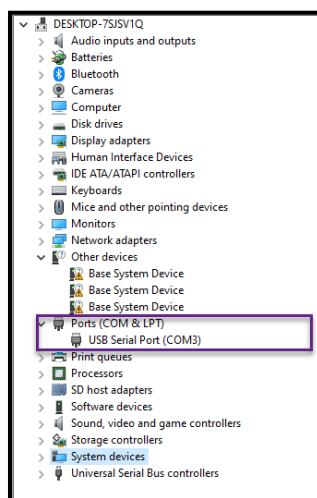 DESKTOP-7SJSV1Q
Audio inputs and outputs
Batteries
Bluetooth
Cameras
Computer
Disk drives
Display adapters
Human Interface Devices
IDE ATA/ATAPI controllers
Keyboards
Mice and other pointing devices
Monitors
Network adapters
Other devices
Base System Device
Base System Device
Base System Device
Ports (COM & LPT)
USB Serial Port (COM3)
Print queues
Processors
SD host adapters
Software devices
Sound, video and game controllers
Storage controllers
System devices
Universal Serial Bus controllers